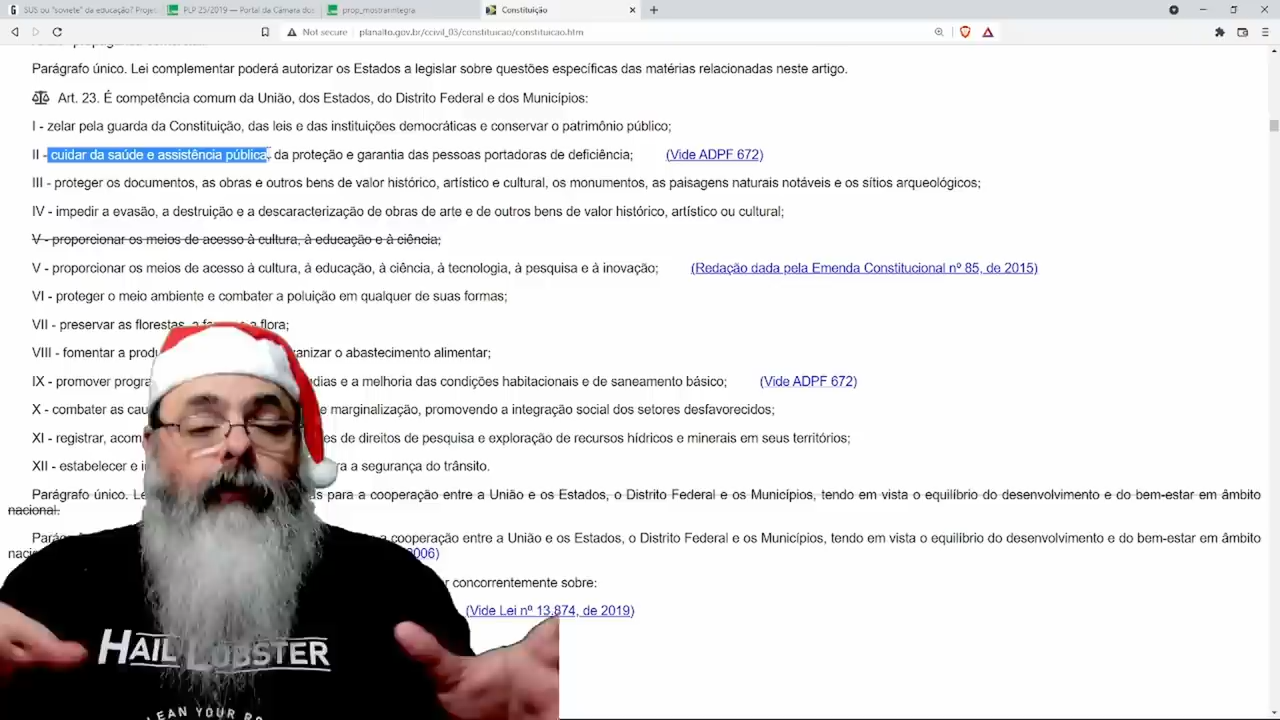 SUS ou "soviete" da educação? Proje
PLP 25/2019 — Portal da Câmara dos
prop_mostrarintegra
Constituição
Not secure planalto.gov.br/ccivil_03/constituicao/constituicao.htm
Parágrafo único. Lei complementar poderá autorizar os Estados a legislar sobre questões específicas das matérias relacionadas neste artigo.
Art. 23. É competência comum da União, dos Estados, do Distrito Federal e dos Municípios:
I - zelar pela guarda da Constituição, das leis e das instituições democráticas e conservar o patrimônio público;
II - cuidar da saúde e assistência pública, da proteção e garantia das pessoas portadoras de deficiência; (Vide ADPF 672)
III - proteger os documentos, as obras e outros bens de valor histórico, artístico e cultural, os monumentos, as paisagens naturais notáveis e os sítios arqueológicos;
IV - impedir a evasão, a destruição e a descaracterização de obras de arte e de outros bens de valor histórico, artístico ou cultural;
V - proporcionar os meios de acesso à cultura, à educação e à ciência;
V - proporcionar os meios de acesso à cultura, à educação, à ciência, à tecnologia, à pesquisa e à inovação; (Redação dada pela Emenda Constitucional nº 85, de 2015)
VI - proteger o meio ambiente e combater a poluição em qualquer de suas formas;
VII - preservar as florestas, a flora;
VIII - fomentar a o abastecimento alimentar;
IX - promover e a melhoria das condições habitacionais e de saneamento básico; (Vide ADPF 672)
X - combater as e marginalização, promovendo a integração social dos setores desfavorecidos;
XI - registrar, de direitos de pesquisa e exploração de recursos hídricos e minerais em seus territórios;
XII - estabelecer e a segurança do trânsito.
Parágrafo único. para a cooperação entre a União e os Estados, o Distrito Federal e os Municípios, tendo em vista o equilíbrio do desenvolvimento e do bem-estar em âmbito
nacional.
a cooperação entre a União e os Estados, o Distrito Federal e os Municípios, tendo em vista o equilíbrio do desenvolvimento e do bem-estar em âmbito
concorrentemente sobre:
(Vide Lei nº 13.874, de 2019)
HAIL LOBSTER
CLEAN YOUR